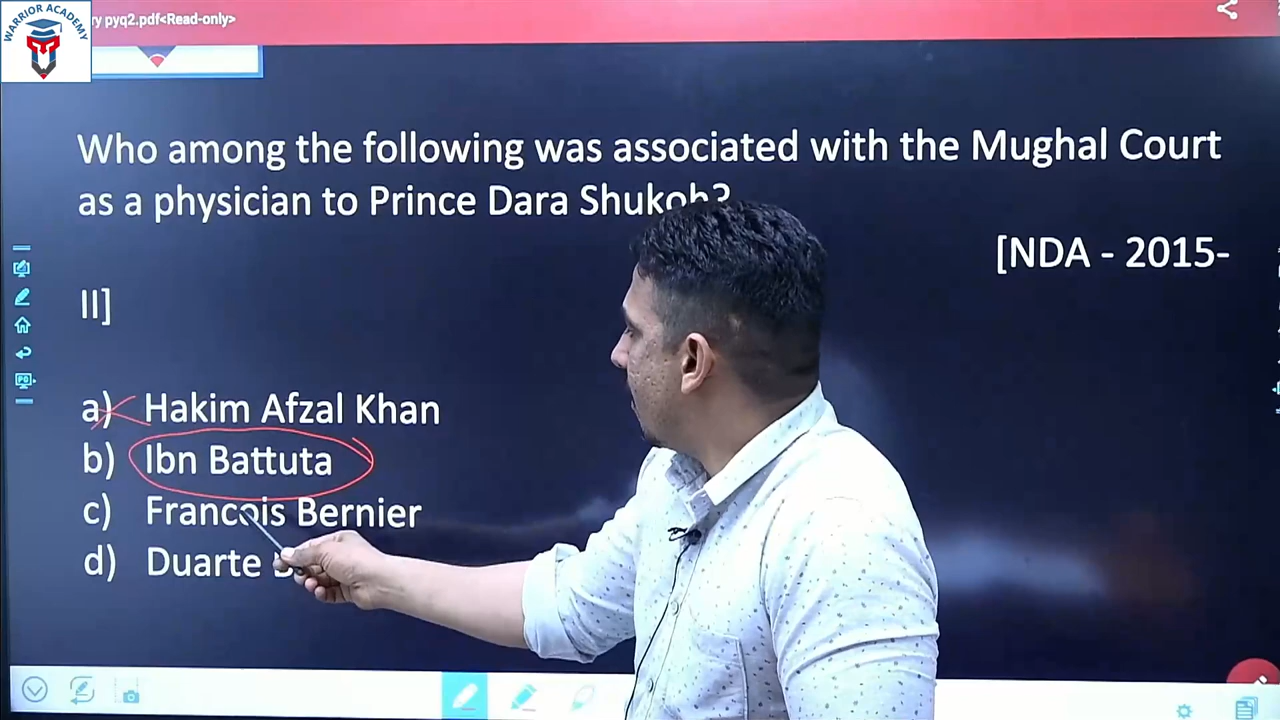 WARRIOR ACADEMY
ry pyq2.pdf<Read-only>
Who among the following was associated with the Mughal Court
as a physician to Prince Dara Shukoh?
[NDA - 2015-
II]
a) Hakim Afzal Khan
b) Ibn Battuta
c) Francois Bernier
d) Duarte